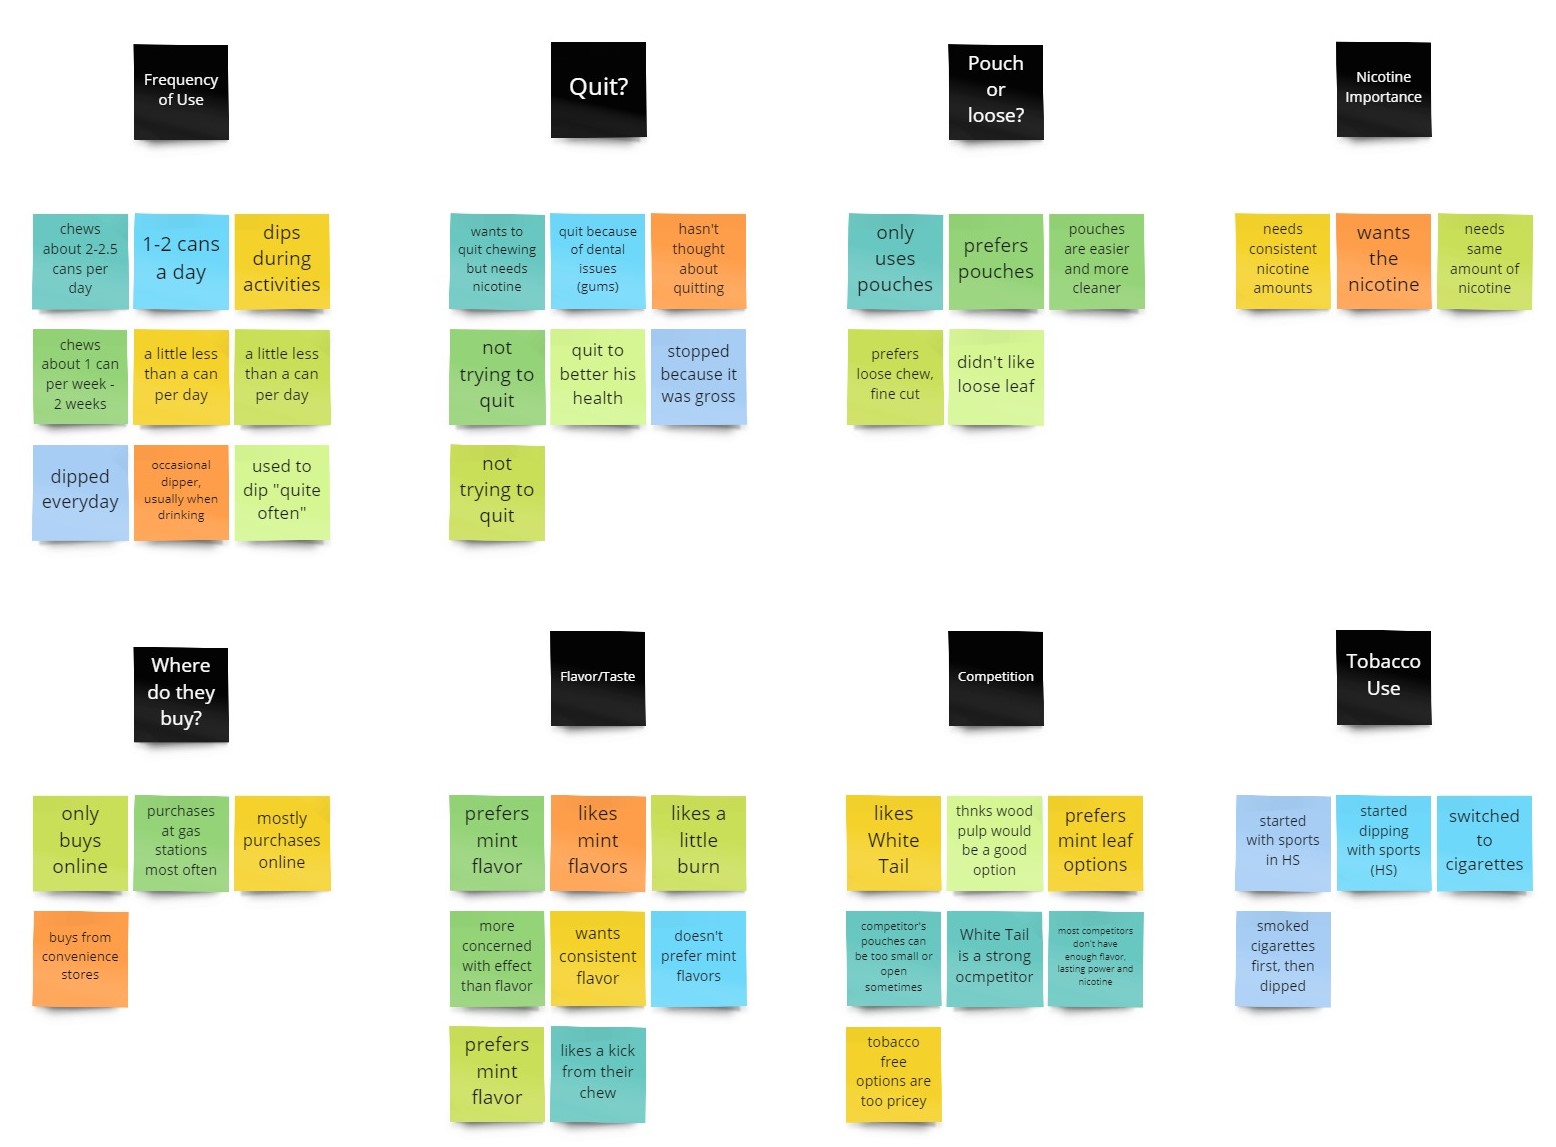 Frequency
of Use
Quit?
Pouch
or
loose?
Nicotine
Importance
chews
about 2-2.5
cans per
day
1-2 cans
a day
dips
during
activities
wants to
quit chewing
but needs
nicotine
quit because
of dental
issues
(gums)
hasn't
thought
about
quitting
only
uses
pouches
prefers
pouches
pouches
are easier
and more
cleaner
needs
consistent
nicotine
amounts
wants
the
nicotine
needs
same
amount of
nicotine
chews
about 1 can
per week -
2 weeks
a little less
than a can
per day
a little less
than a can
per day
not
trying to
quit
quit to
better his
health
stopped
because it
was gross
prefers
loose chew,
fine cut
didn't like
loose leaf
dipped
everyday
occasional
dipper,
usually when
drinking
used to
dip "quite
often"
not
trying to
quit
Where
do they
buy?
Flavor/Taste
Competition
Tobacco
Use
only
buys
online
purchases
at gas
stations
most often
mostly
purchases
online
prefers
mint
flavor
likes
mint
flavors
likes a
little
burn
likes
White
Tail
thnks wood
pulp would
be a good
option
prefers
mint leaf
options
started
with sports
in HS
started
dipping
with sports
(HS)
switched
to
cigarettes
buys from
convenience
stores
more
concerned
with effect
than flavor
wants
consistent
flavor
doesn't
prefer mint
flavors
competitor's
pouches can
be too small or
open
sometimes
White Tail
is a strong
ocmpetitor
most competitors
don't have
enough flavor,
lasting power and
nicotine
smoked
cigarettes
first, then
dipped
prefers
mint
flavor
likes a kick
from their
chew
tobacco
free
options are
too pricey